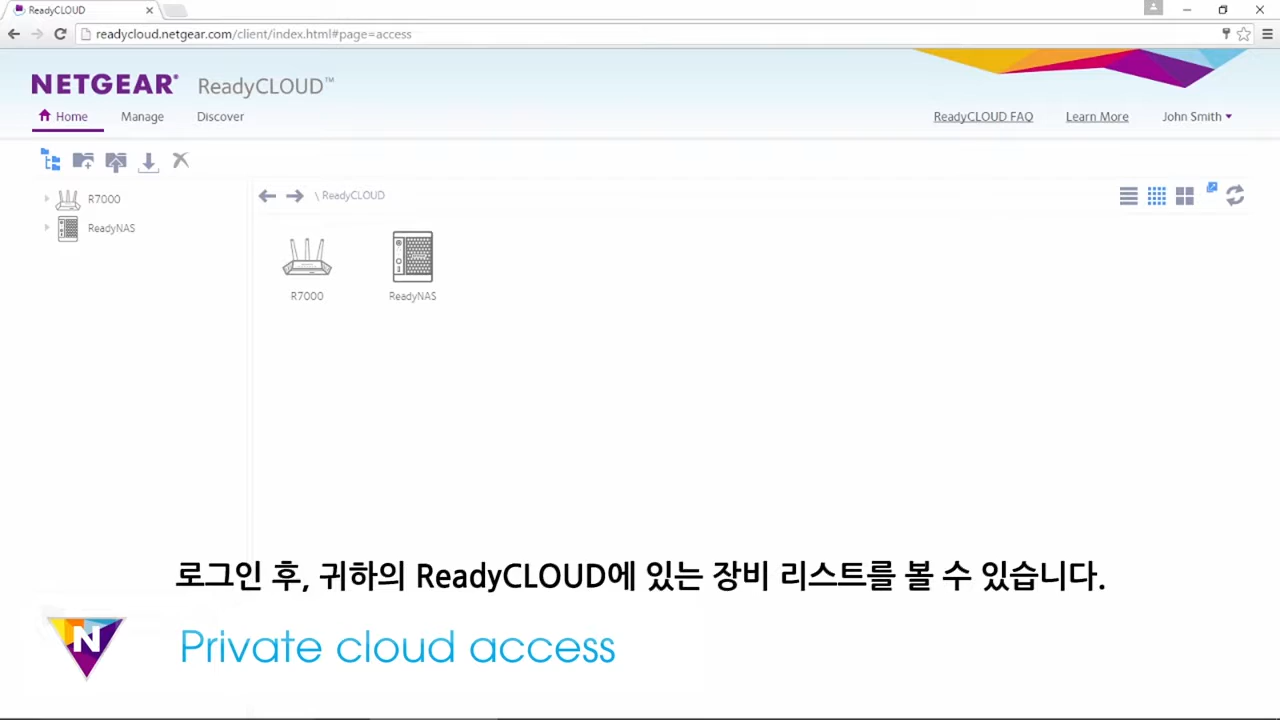 ReadyCLOUD
readycloud.netgear.com/client/index.html#page=access
NETGEAR® ReadyCLOUD™
Home Manage Discover ReadyCLOUD FAQ Learn More John Smith
R7000
ReadyNAS
\ ReadyCLOUD
R7000 ReadyNAS
로그인 후, 귀하의 ReadyCLOUD에 있는 장비 리스트를 볼 수 있습니다.
N
Private cloud access